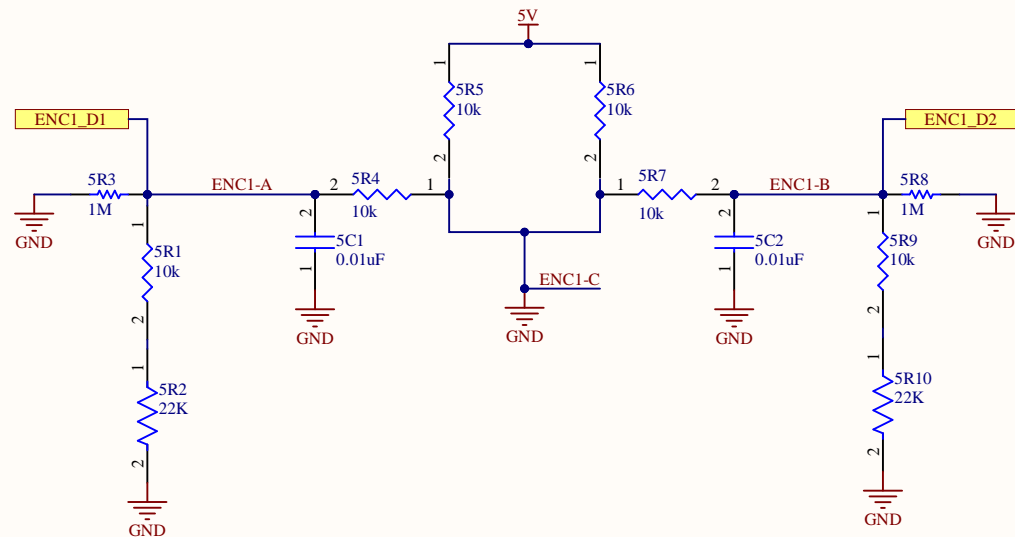 5V
1
1
5R5
10k
5R6
10k
ENC1_D1
ENC1_D2
2
2
5R3
1M
ENC1-A
2
5R4
10k
1
1
5R7
10k
2
ENC1-B
5R8
1M
GND
GND
1
5R1
10k
2
2
5C1
0.01uF
1
2
5C2
0.01uF
1
1
5R9
10k
2
ENC1-C
GND
GND
GND
1
5R2
22K
2
1
5R10
22K
2
GND
GND